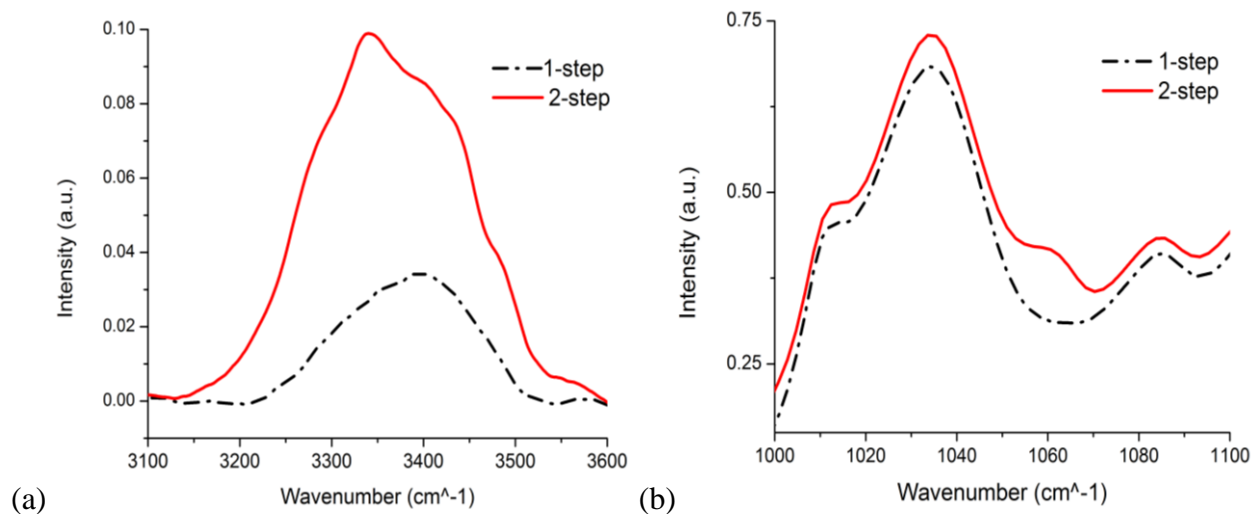 0.10
0.08
0.06
0.04
0.02
0.00
Intensity (a.u.)
1-step
2-step
3100 3200 3300 3400 3500 3600
Wavenumber (cm^-1)
(a)
0.75
0.50
0.25
Intensity (a.u.)
1-step
2-step
1000 1020 1040 1060 1080 1100
Wavenumber (cm^-1)
(b)